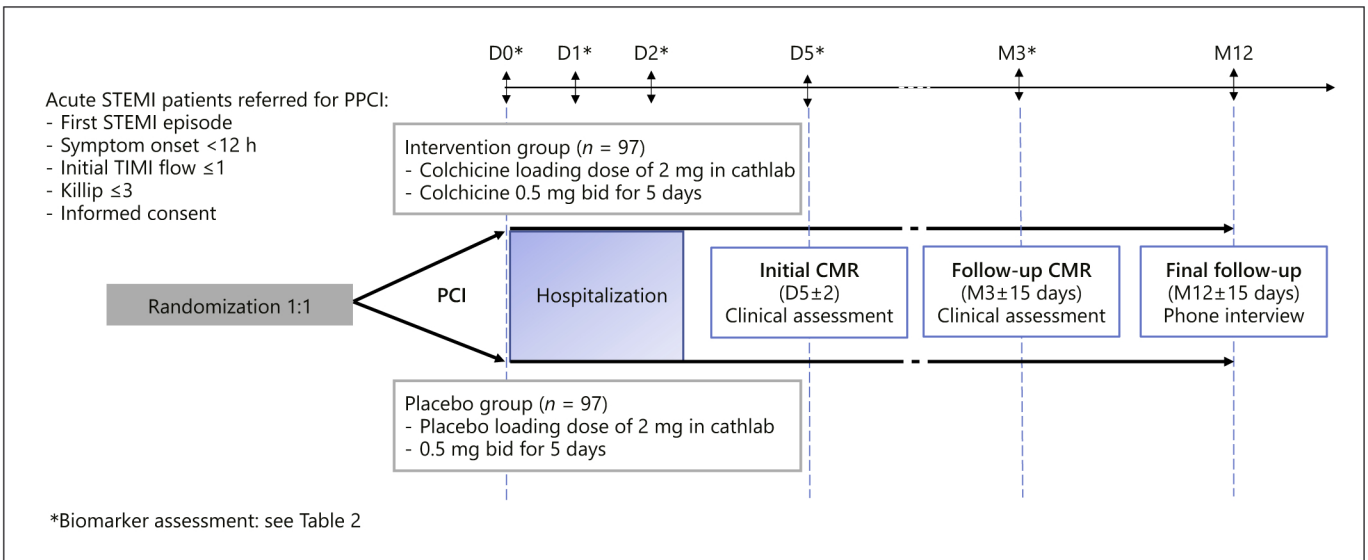 D0* D1* D2* D5* M3* M12
Acute STEMI patients referred for PPCI:
- First STEMI episode
- Symptom onset <12 h
- Initial TIMI flow ≤1
- Killip ≤3
- Informed consent
Intervention group (n = 97)
- Colchicine loading dose of 2 mg in cathlab
- Colchicine 0.5 mg bid for 5 days
Randomization 1:1
PCI
Hospitalization
Initial CMR
(D5±2)
Clinical assessment
Follow-up CMR
(M3±15 days)
Clinical assessment
Final follow-up
(M12±15 days)
Phone interview
Placebo group (n = 97)
- Placebo loading dose of 2 mg in cathlab
- 0.5 mg bid for 5 days
*Biomarker assessment: see Table 2